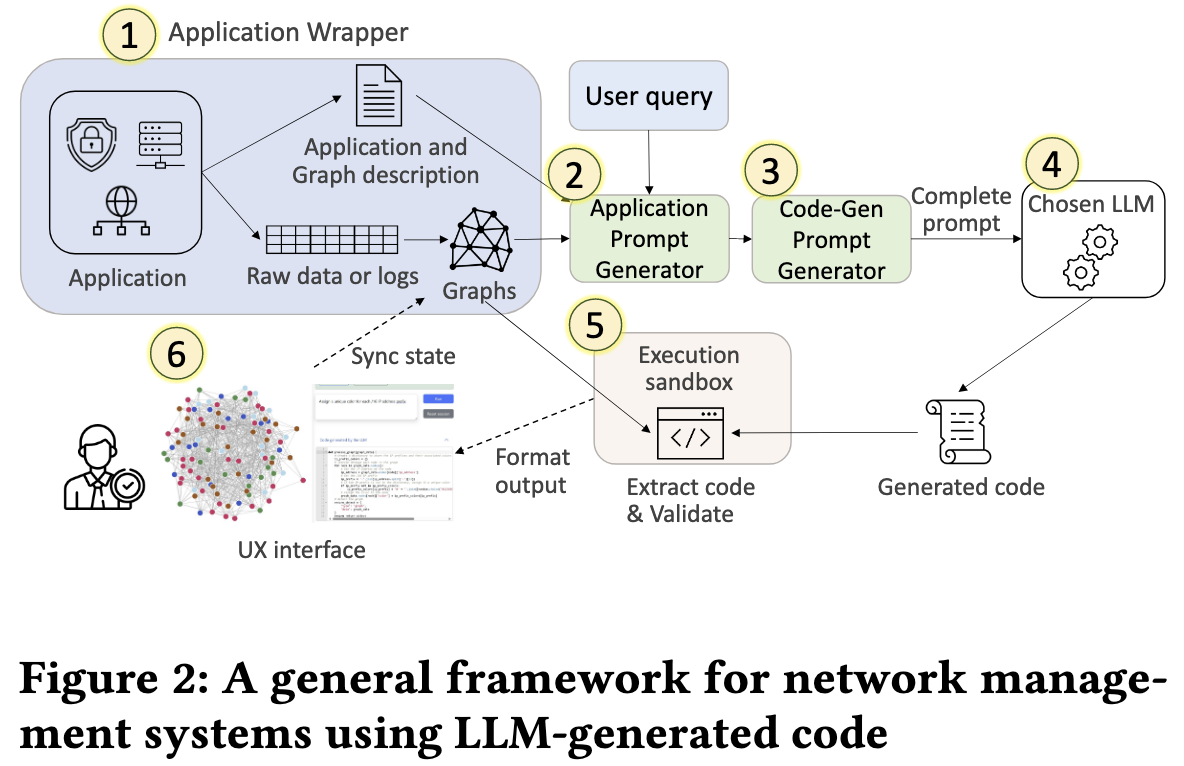 1
Application Wrapper
Application and
Graph description
Application
Raw data or logs
Graphs
User query
2
Application
Prompt
Generator
3
Code-Gen
Prompt
Generator
Complete
prompt
4
Chosen LLM
5
Execution
sandbox
</>
Extract code
& Validate
Generated code
6
Sync state
Format
output
UX interface
Figure 2: A general framework for network manage-
ment systems using LLM-generated code